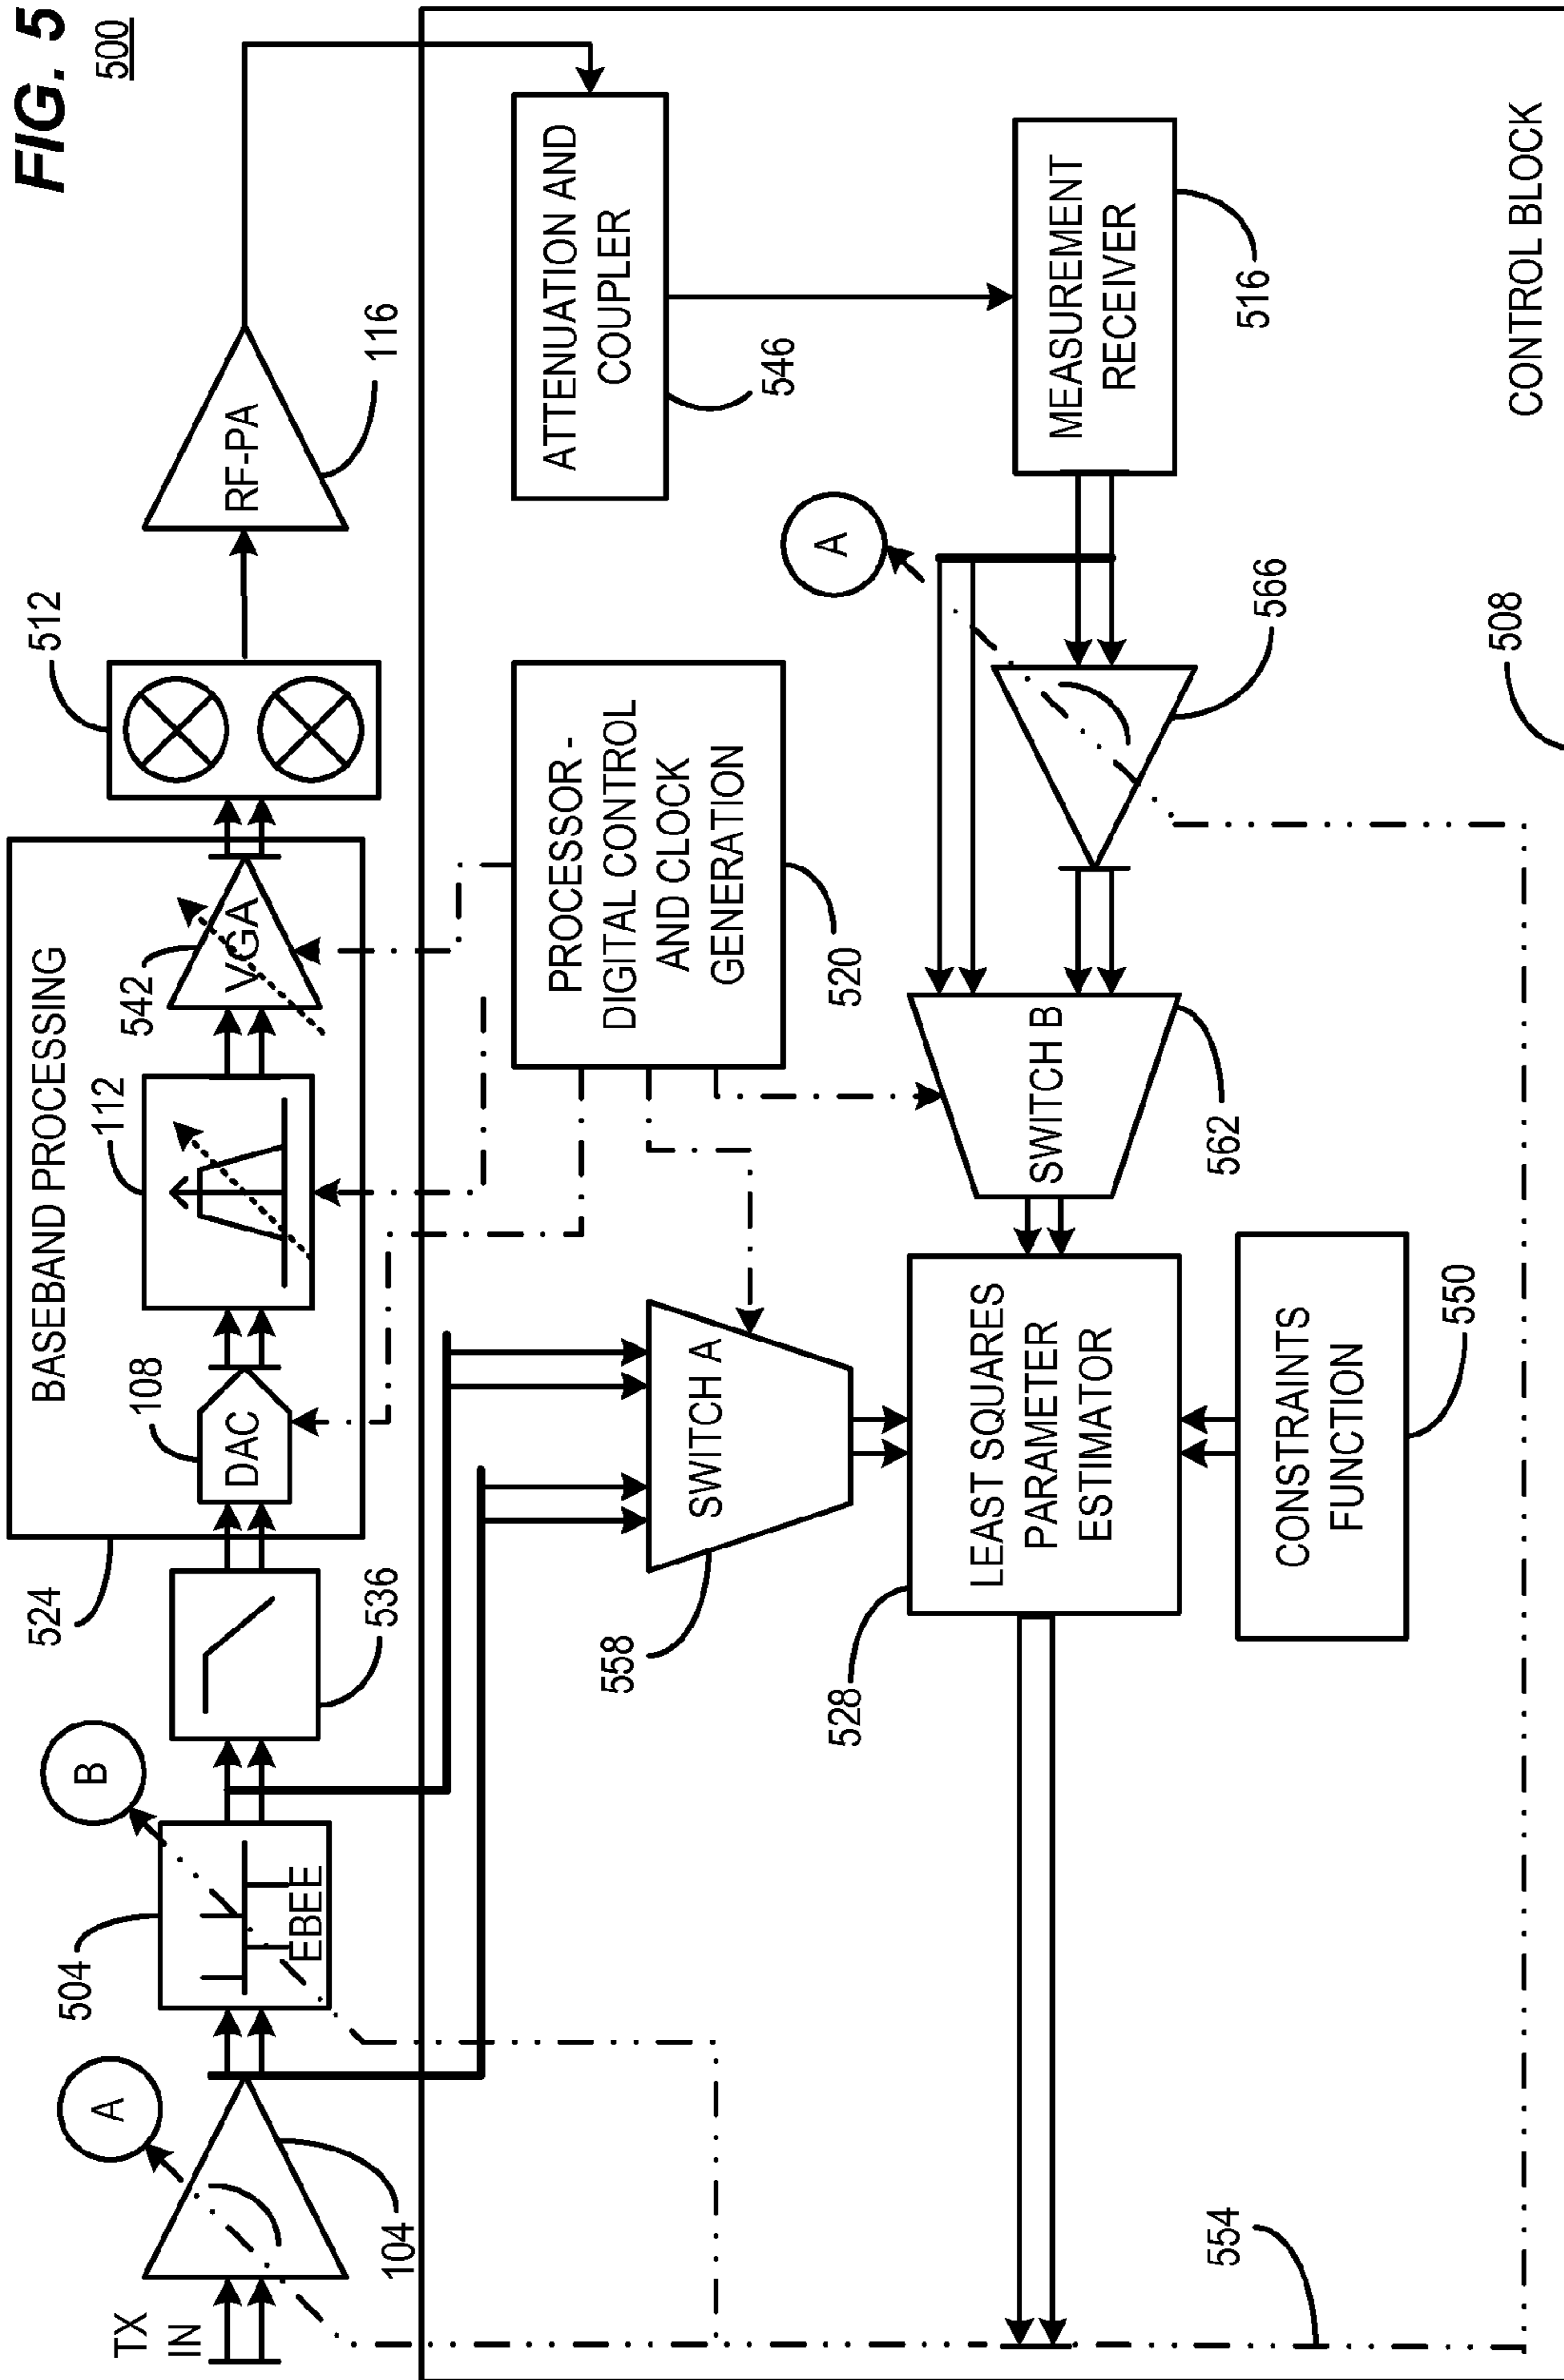 FIG. 5
500
TX
IN
104
A
504
EBEE
B
536
524
BASEBAND PROCESSING
108
DAC
112
542
VGA
512
RF-PA
116
ATTENUATION AND
COUPLER
546
PROCESSOR -
DIGITAL CONTROL
AND CLOCK
GENERATION
520
MEASUREMENT
RECEIVER
516
A
566
SWITCH B
562
SWITCH A
558
LEAST SQUARES
PARAMETER
ESTIMATOR
528
CONSTRAINTS
FUNCTION
550
554
508
CONTROL BLOCK